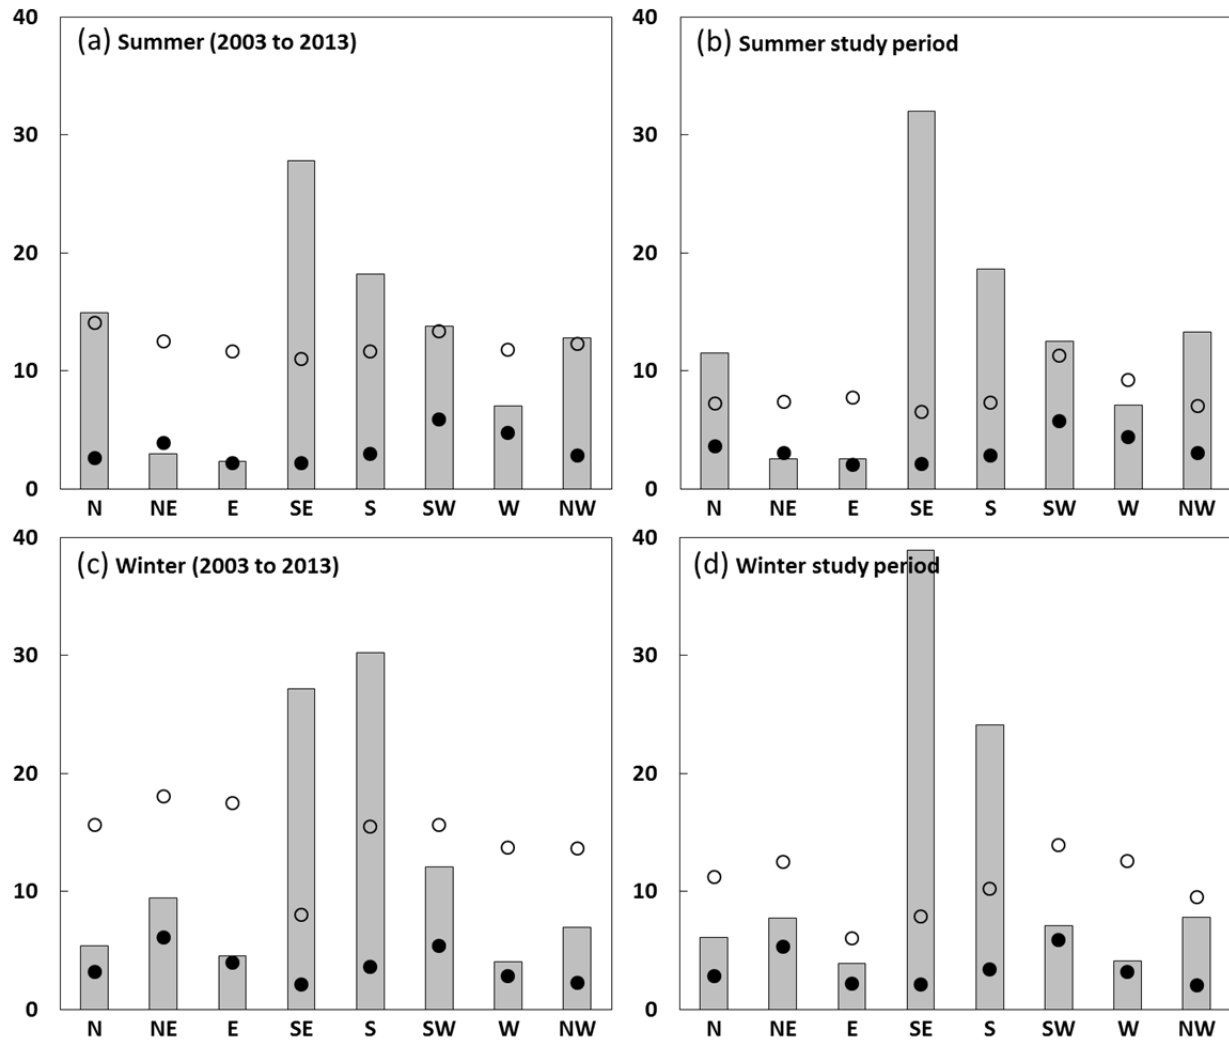 (a) Summer (2003 to 2013)
40
30
20
10
0
N NE E SE S SW W NW
(b) Summer study period
40
30
20
10
0
N NE E SE S SW W NW
(c) Winter (2003 to 2013)
40
30
20
10
0
N NE E SE S SW W NW
(d) Winter study period
40
30
20
10
0
N NE E SE S SW W NW